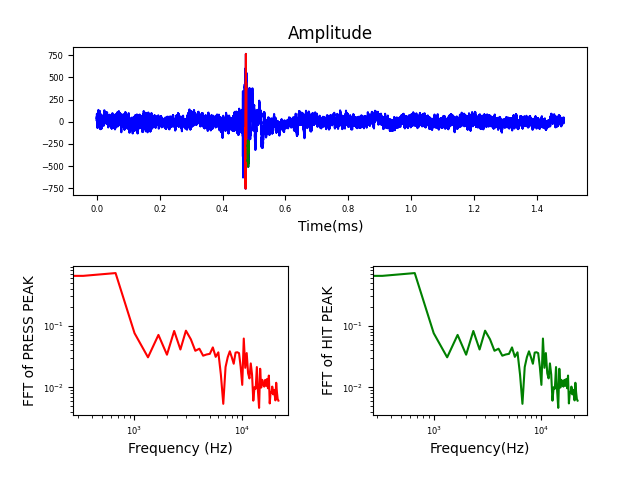 Amplitude
750
500
250
0
−250
−500
−750
0.0 0.2 0.4 0.6 0.8 1.0 1.2 1.4
Time(ms)
FFT of PRESS PEAK
10⁻¹
10⁻²
10³ 10⁴
Frequency (Hz)
FFT of HIT PEAK
10⁻¹
10⁻²
10³ 10⁴
Frequency(Hz)